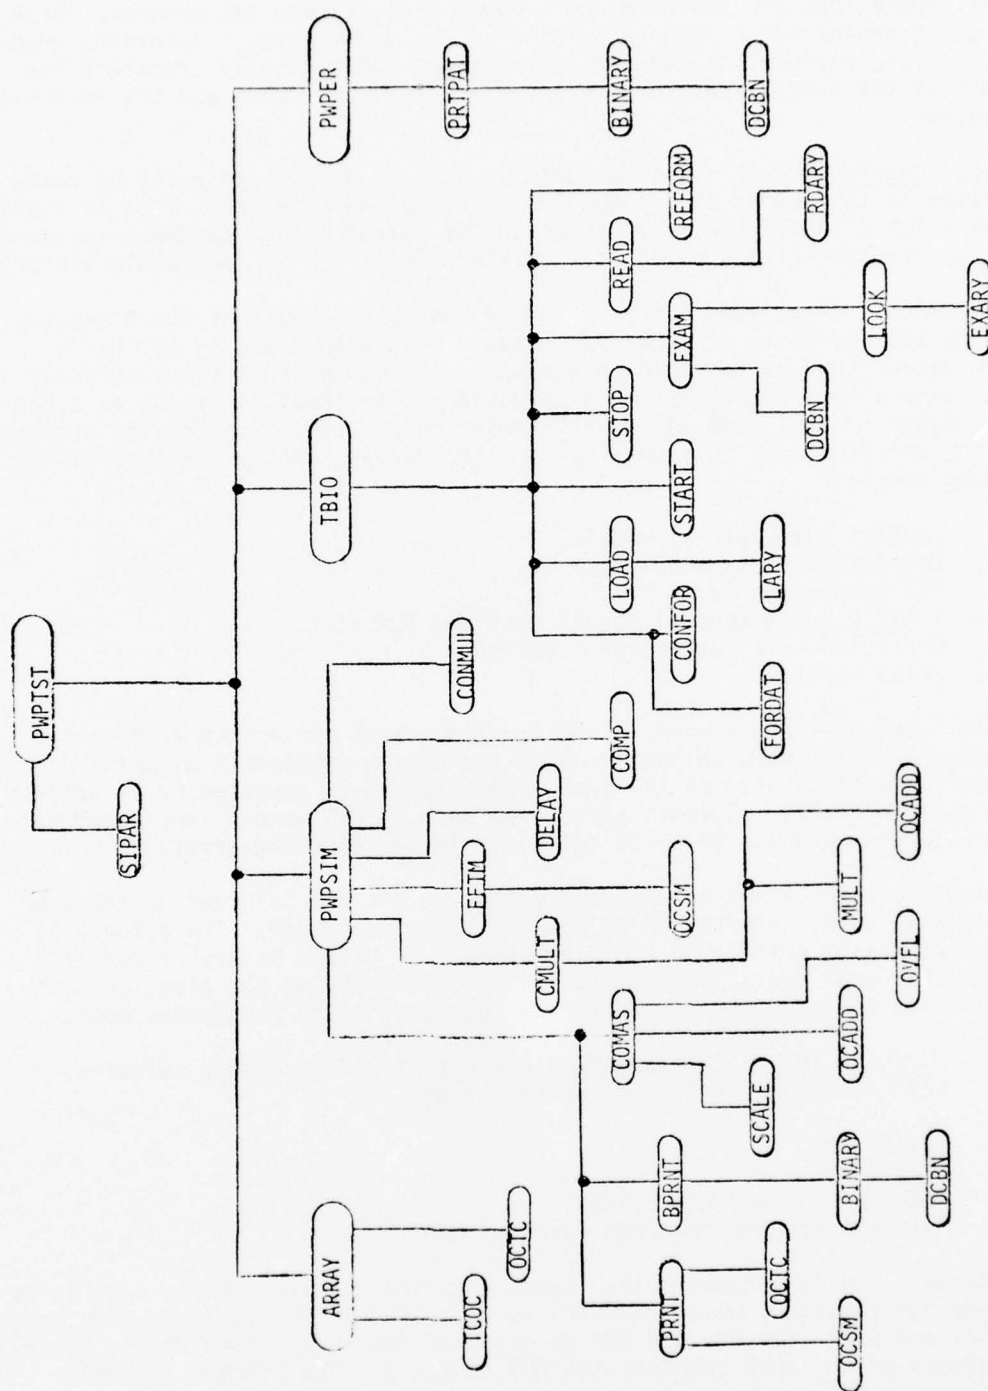 PWPTST
SIPAR
ARRAY
TCOC
OCTC
PWPSIM
PRNT
OCSM
OCTC
BPRNT
BINARY
DCBN
COMAS
SCALE
OCADD
OVFL
CMULT
MULT
OCADD
EFTM
OCSM
DELAY
COMP
CONMUI
TBIO
FORDAT
CONFOR
LOAD
LARY
START
STOP
EXAM
DCBN
LOOK
EXARY
READ
RDARY
REFORM
PWPER
PRTPAT
BINARY
DCBN